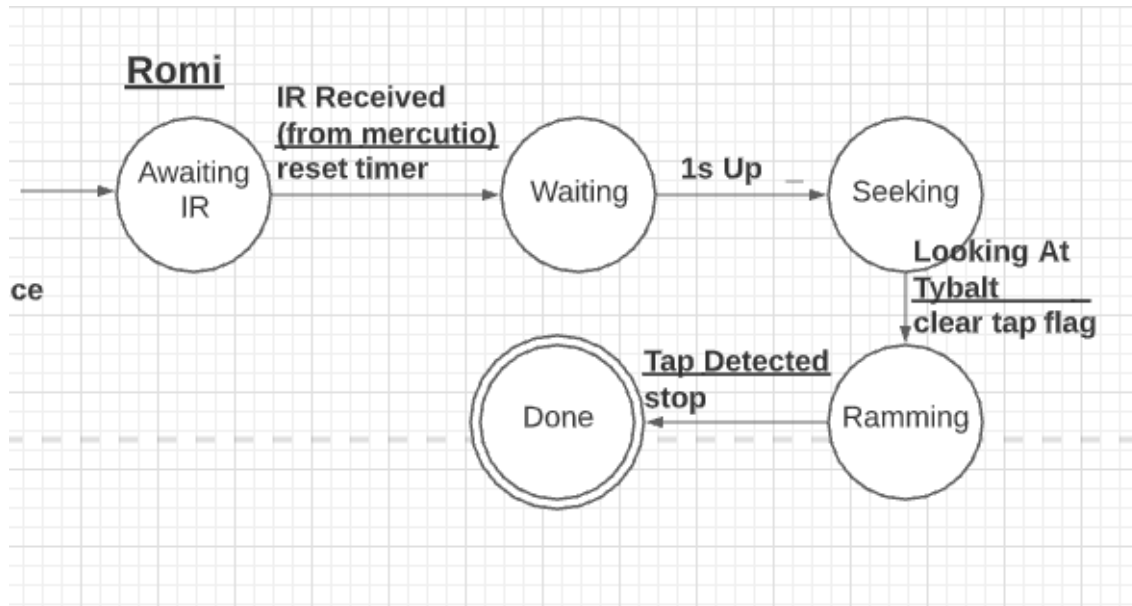 Romi
IR Received
(from mercutio)
reset timer
Awaiting
IR
Waiting
1s Up _
Seeking
Looking At
Tybalt
clear tap flag
ce
Tap Detected
stop
Done
Ramming